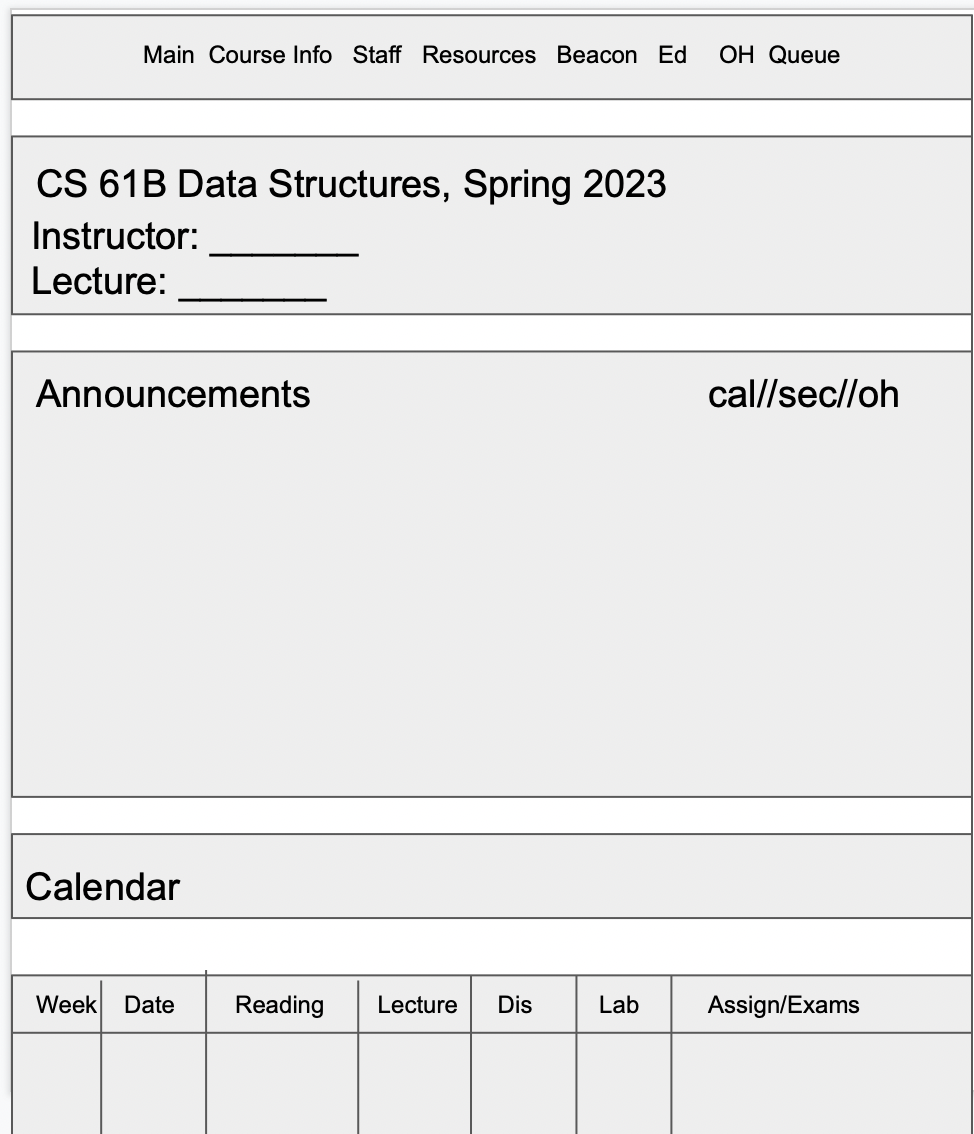 Main Course Info Staff Resources Beacon Ed OH Queue
CS 61B Data Structures, Spring 2023
Instructor: _______
Lecture: _______
Announcements cal//sec//oh
Calendar
Week Date Reading Lecture Dis Lab Assign/Exams